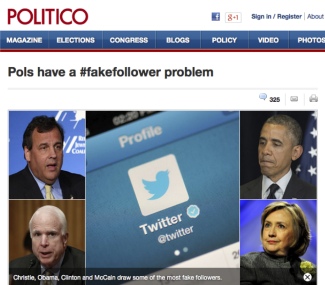 POLITICO
f g+1 Sign in / Register | About
MAGAZINE ELECTIONS CONGRESS BLOGS POLICY VIDEO PHOTOS
Pols have a #fakefollower problem
325
Profile
Twitter
@twitter
Christie, Obama, Clinton and McCain draw some of the most fake followers.